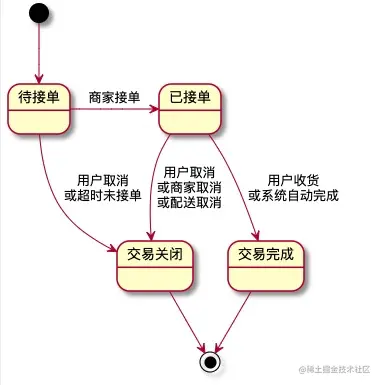 待接单
商家接单
已接单
用户取消
或超时未接单
用户取消
或商家取消
或配送取消
用户收货
或系统自动完成
交易关闭
交易完成
@稀土掘金技术社区